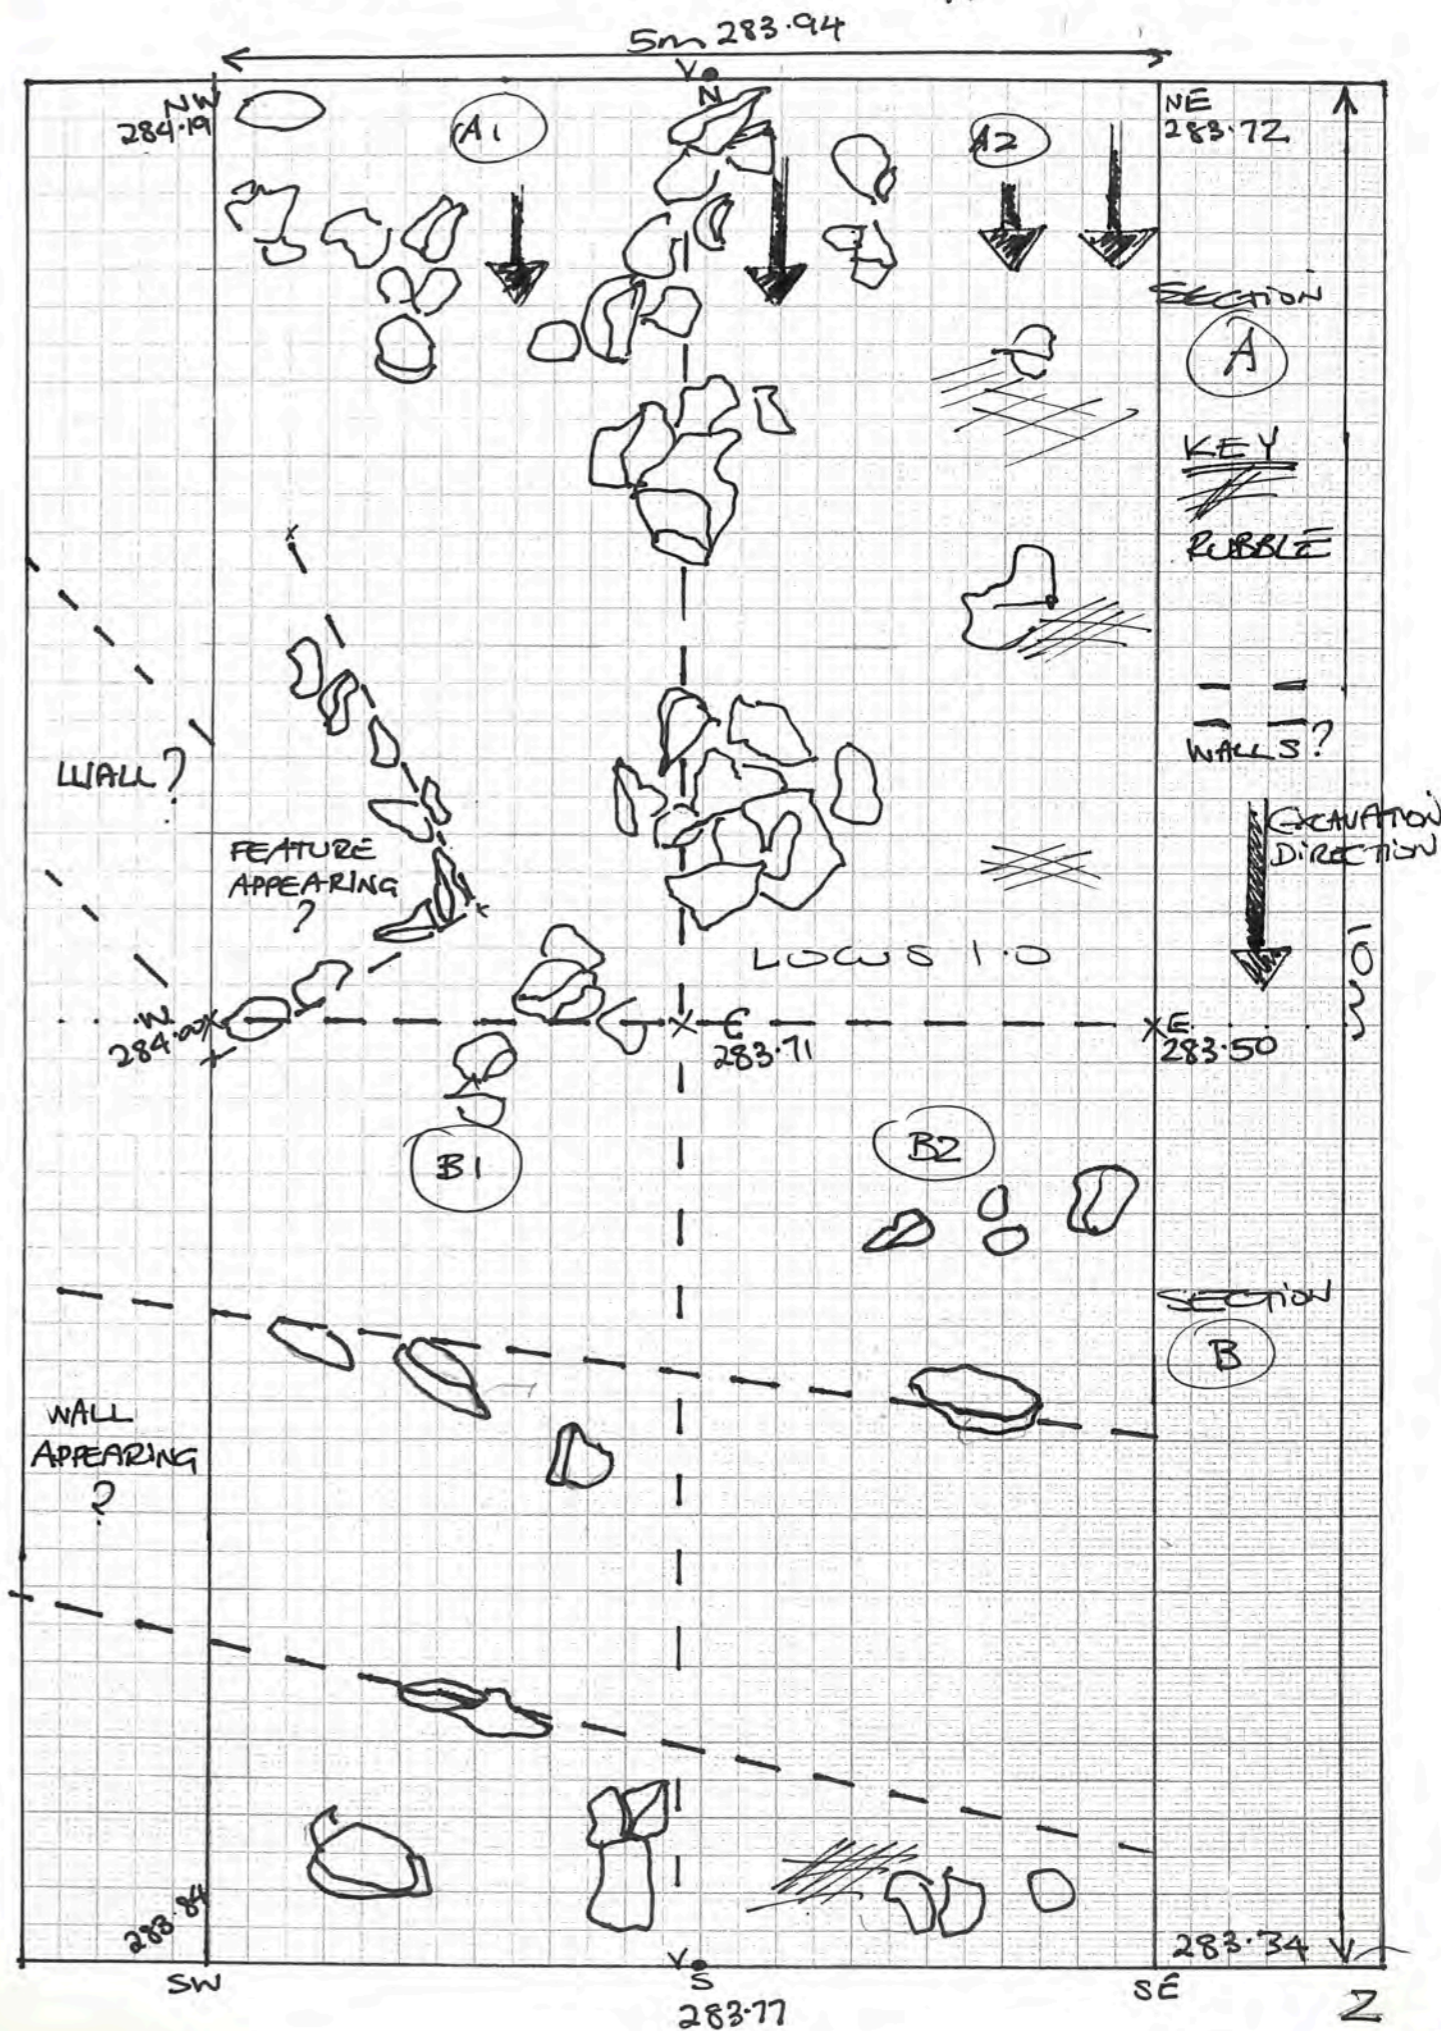 5m 283.94
N
NW
284.19
A1
A2
NE
283.72
SECTION
A
KEY
RUBBLE
WALLS?
EXCAVATION
DIRECTION
WALL?
FEATURE
APPEARING
?
LOCUS 1.0
10m
W
284.00
C
283.71
E
283.50
B1
B2
SECTION
B
WALL
APPEARING
?
283.84
SW
S
283.77
283.34
SE